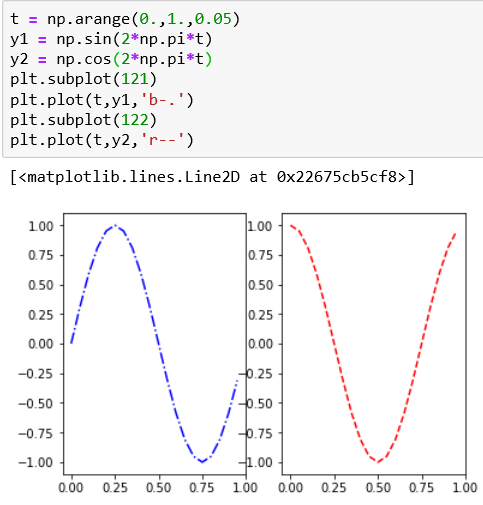 t = np.arange(0.,1.,0.05)
y1 = np.sin(2*np.pi*t)
y2 = np.cos(2*np.pi*t)
plt.subplot(121)
plt.plot(t,y1,'b-.')
plt.subplot(122)
plt.plot(t,y2,'r--')
[<matplotlib.lines.Line2D at 0x22675cb5cf8>]
1.00 1.00
0.75 0.75
0.50 0.50
0.25 0.25
0.00 0.00
−0.25 −0.25
−0.50 −0.50
−0.75 −0.75
−1.00 −1.00
0.00 0.25 0.50 0.75 1.00 0.00 0.25 0.50 0.75 1.00